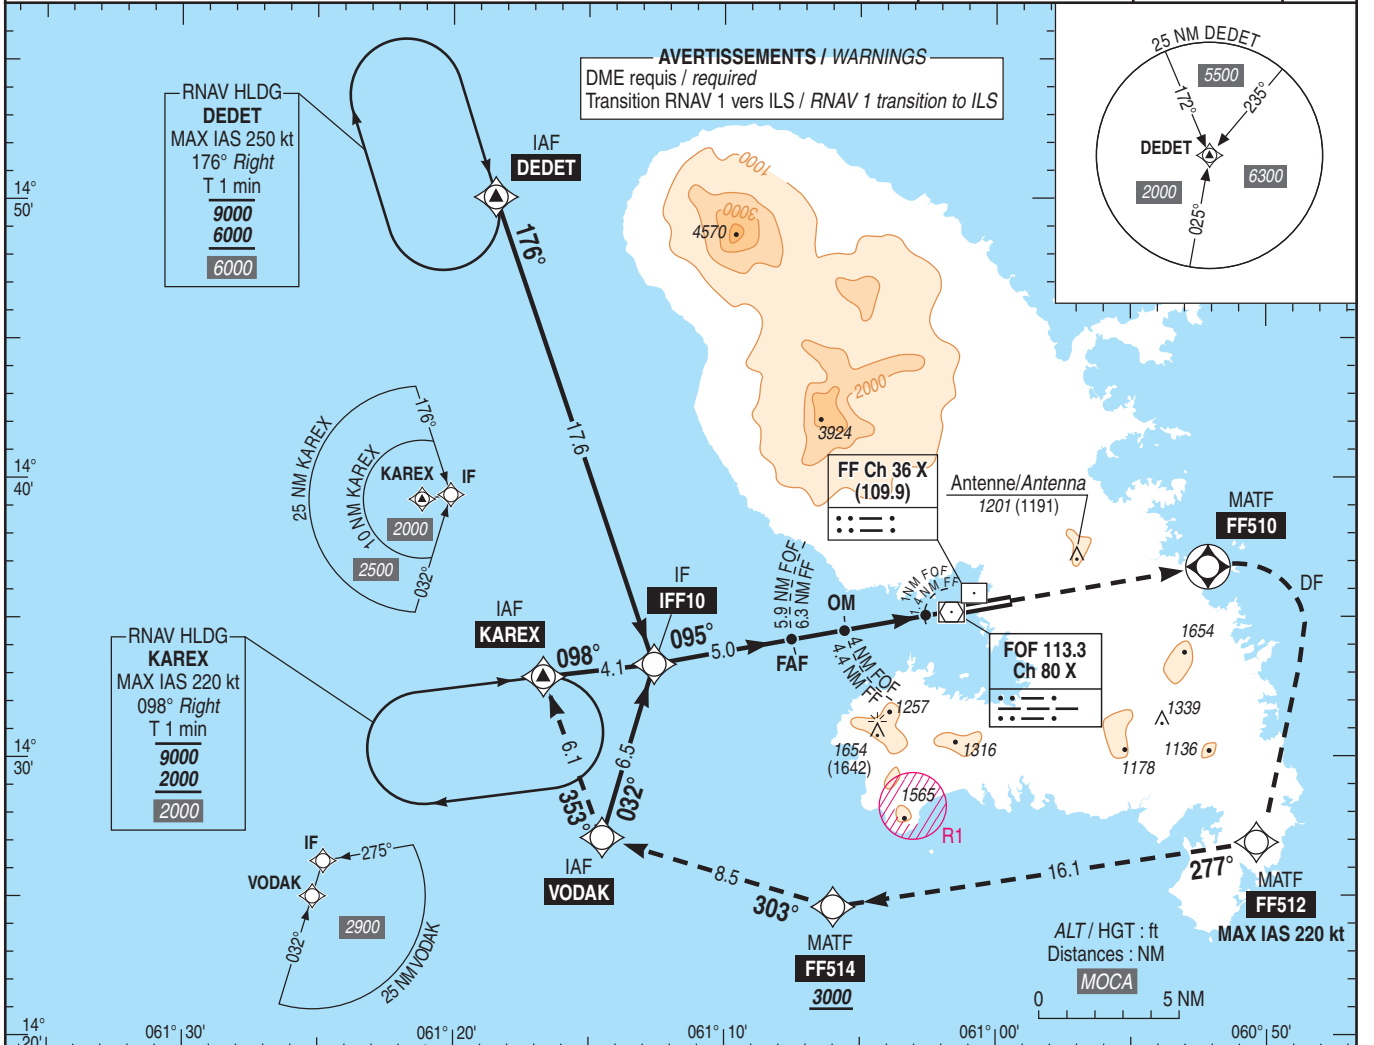 AVERTISSEMENTS / WARNINGS
DME requis / required
Transition RNAV 1 vers ILS / RNAV 1 transition to ILS
25 NM DEDET
5500
172°
235°
DEDET
2000
6300
025°
RNAV HLDG
DEDET
MAX IAS 250 kt
176° Right
T 1 min
9000
6000
6000
IAF
DEDET
176°
17.6
14°
50'
1000
3000
4570
2000
3924
25 NM KAREX
10 NM KAREX
176°
KAREX
IF
2000
2500
032°
14°
40'
FF Ch 36 X
(109.9)
Antenne/Antenna
1201 (1191)
MATF
FF510
DF
5.9 NM FOF
6.3 NM FF
1NM FOF
1.4 NM FF
IF
IFF10
OM
IAF
KAREX
098°
4.1
095°
5.0
FAF
4 NM FOF
4.4 NM FF
FOF 113.3
Ch 80 X
RNAV HLDG
KAREX
MAX IAS 220 kt
098° Right
T 1 min
9000
2000
2000
6.1
353°
6.5
032°
1654
1257
1339
1654
(1642)
1316
1178
1136
14°
30'
1565
R1
IAF
VODAK
8.5
303°
16.1
277°
MATF
FF512
MAX IAS 220 kt
MATF
FF514
3000
IF
275°
VODAK
032°
2900
25 NM VODAK
ALT / HGT : ft
Distances : NM
MOCA
0 5 NM
14°
20'
061° 30' 061° 20' 061° 10' 061° 00' 060° 50'